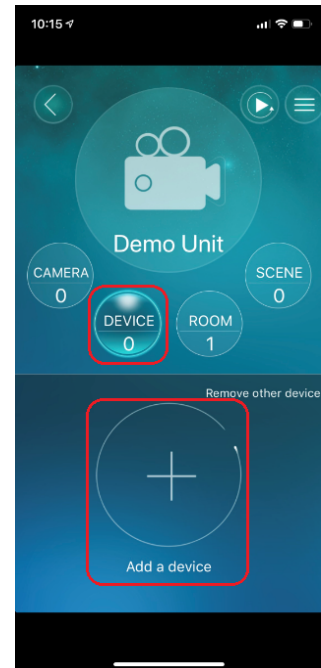 10:15
Demo Unit
CAMERA
0
SCENE
0
DEVICE
0
ROOM
1
Remove other device
Add a device